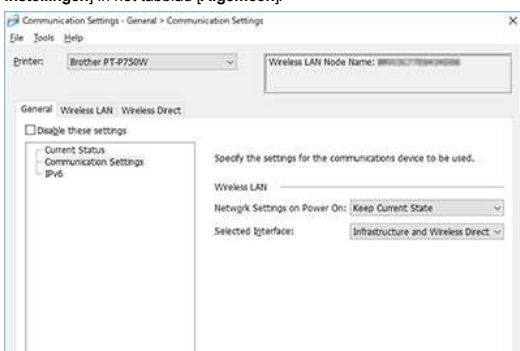 Instellingen] in het tabblad [Algemeen].
Communication Settings - General > Communication Settings
File Tools Help
Printer: Brother PT-P750W Wireless LAN Node Name:
General Wireless LAN Wireless Direct
Disable these settings
Current Status
Communication Settings
IPv6
Specify the settings for the communications device to be used.
Wireless LAN
Network Settings on Power On: Keep Current State
Selected Interface: Infrastructure and Wireless Direct